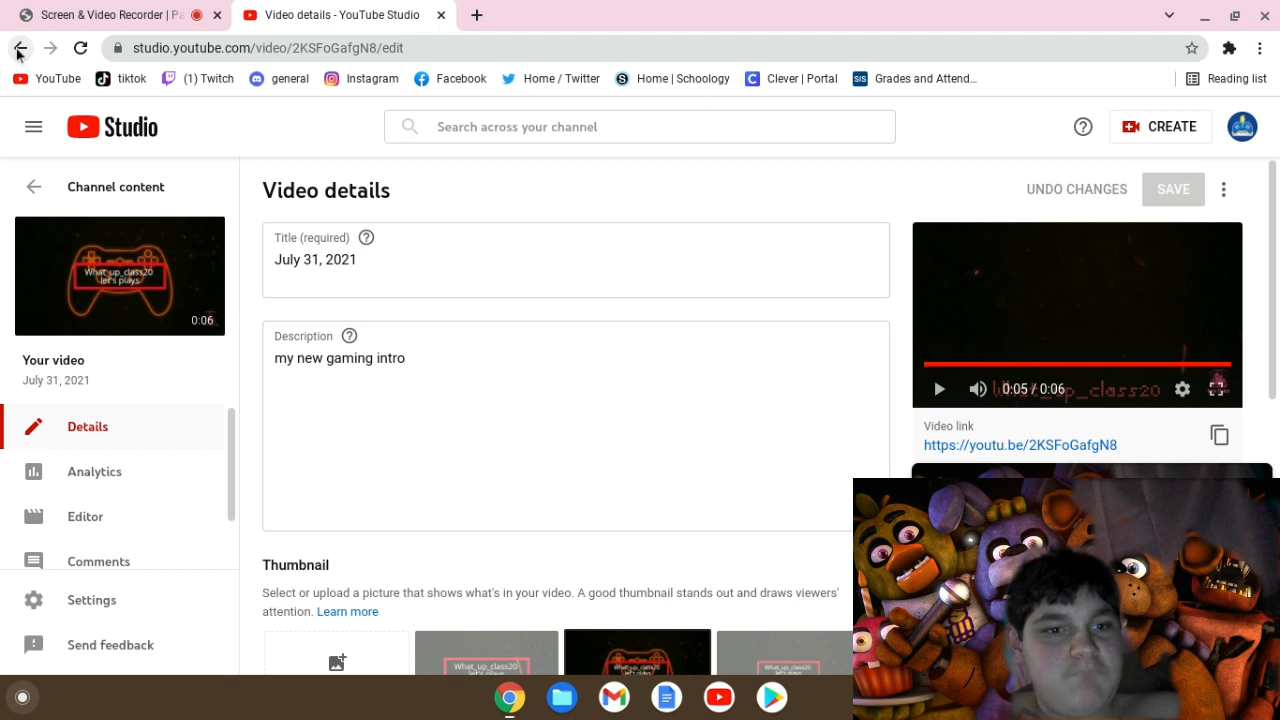 Screen & Video Recorder | Pa
Video details - YouTube Studio
studio.youtube.com/video/2KSFoGafgN8/edit
YouTube
tiktok
(1) Twitch
general
Instagram
Facebook
Home / Twitter
Home | Schoology
Clever | Portal
SIS
Grades and Attend…
Reading list
Studio
Search across your channel
CREATE
Channel content
Video details
UNDO CHANGES
SAVE
What_up_class20
let's plays
0:06
Title (required)
July 31, 2021
Description
my new gaming intro
0:05 / 0:06
What_up_class20
Your video
July 31, 2021
Video link
https://youtu.be/2KSFoGafgN8
Details
Analytics
Editor
Comments
Settings
Send feedback
Thumbnail
Select or upload a picture that shows what's in your video. A good thumbnail stands out and draws viewers'
attention. Learn more
What_up_class20